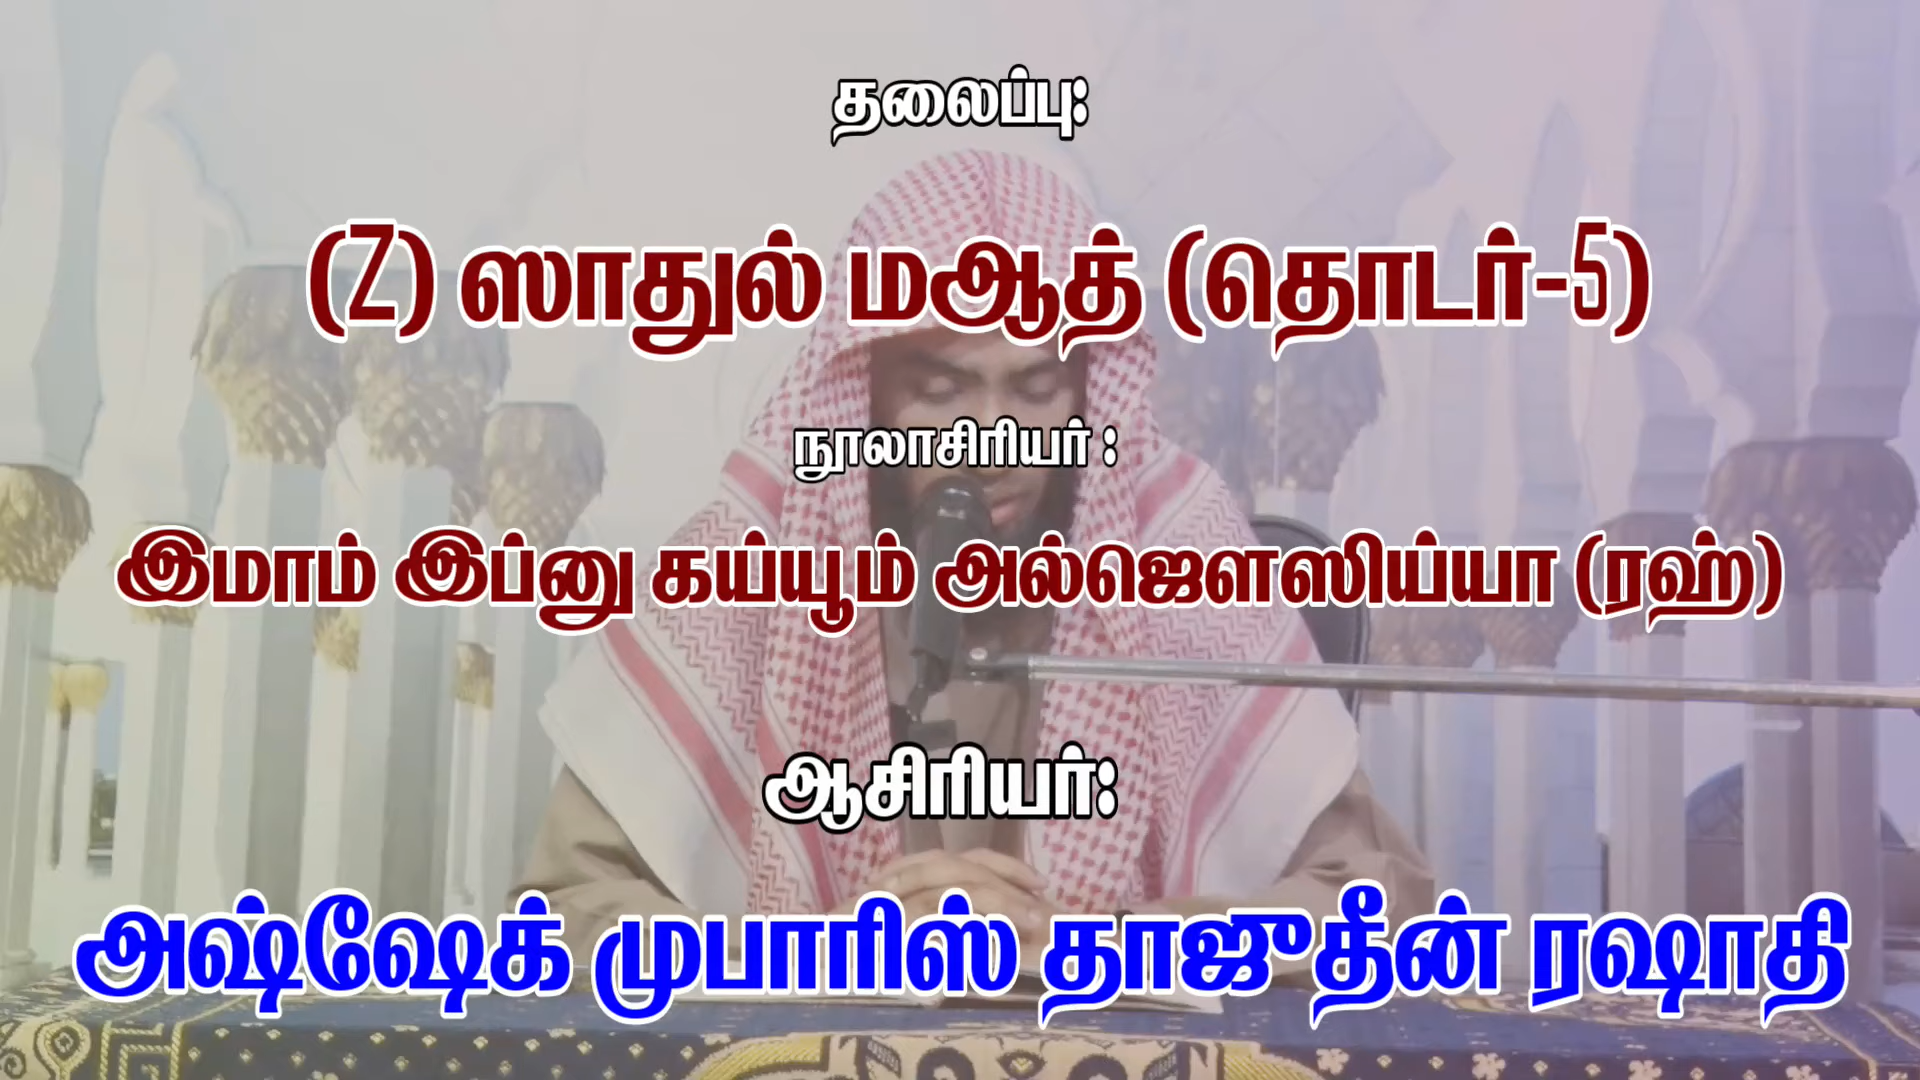 தலைப்பு:
(Z) ஸாதுல் மஆத் (தொடர்-5)
நூலாசிரியர் :
இமாம் இப்னு கய்யூம் அல்ஜௌஸிய்யா (ரஹ்)
ஆசிரியர்:
அஷ்ஷேக் முபாரிஸ் தாஜுதீன் ரஷாதி